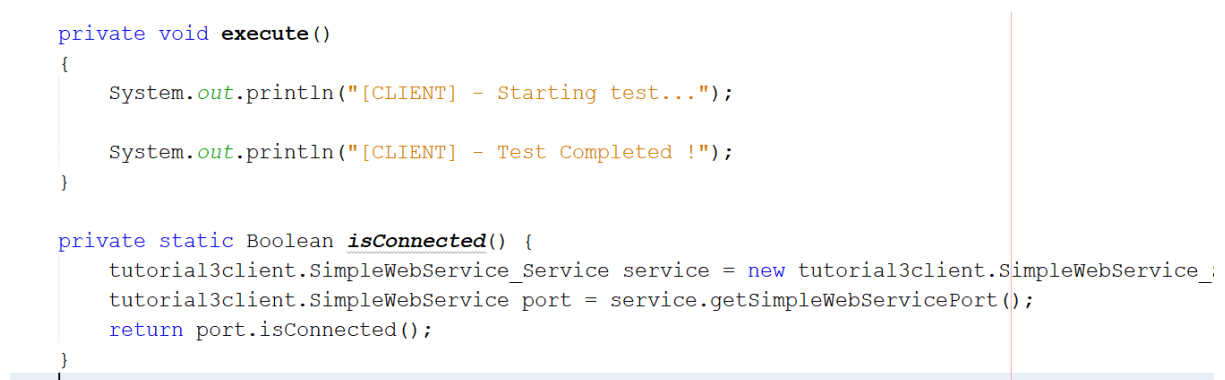 private void execute()
{
System.out.println("[CLIENT] - Starting test...");
System.out.println("[CLIENT] - Test Completed !");
}
private static Boolean isConnected() {
tutorial3client.SimpleWebService_Service service = new tutorial3client.SimpleWebService_
tutorial3client.SimpleWebService port = service.getSimpleWebServicePort();
return port.isConnected();
}